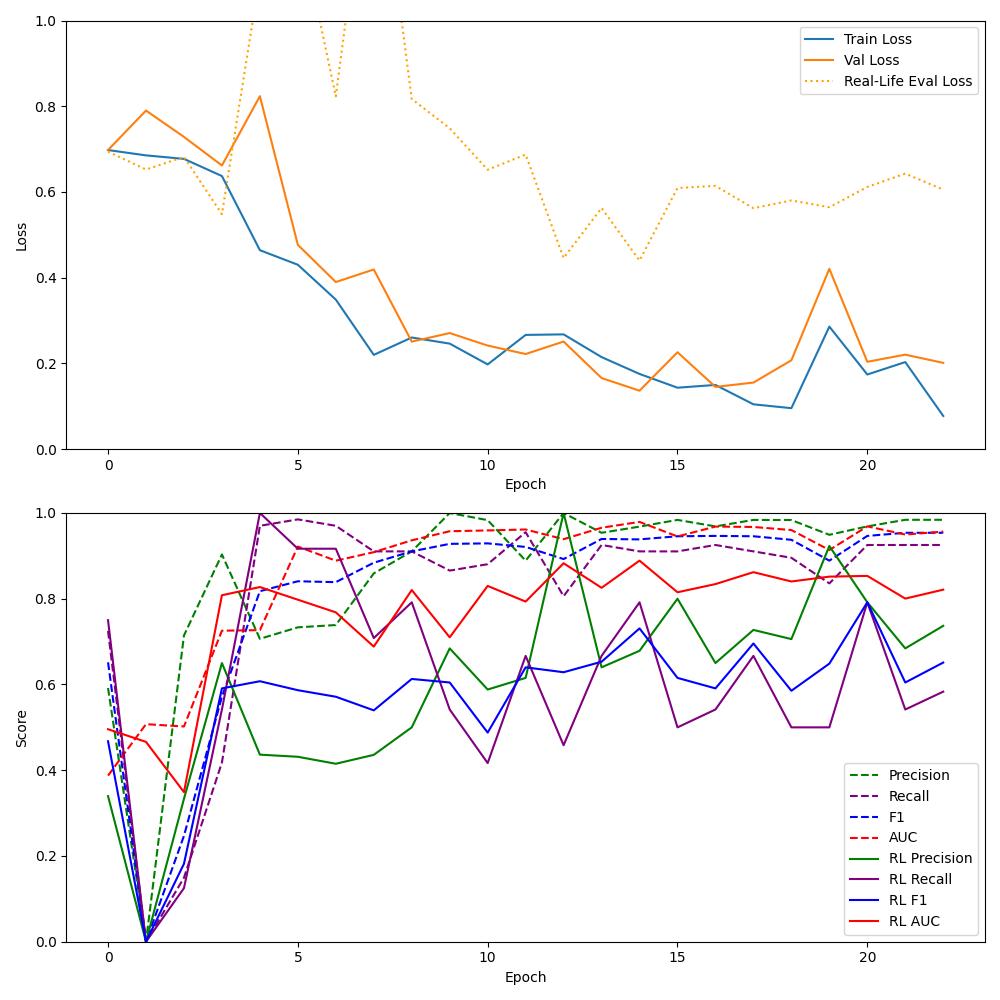 1.0
0.8
0.6
0.4
0.2
0.0
Loss
Train Loss
Val Loss
Real-Life Eval Loss
0 5 10 15 20
Epoch
1.0
0.8
0.6
0.4
0.2
0.0
Score
Precision
Recall
F1
AUC
RL Precision
RL Recall
RL F1
RL AUC
0 5 10 15 20
Epoch